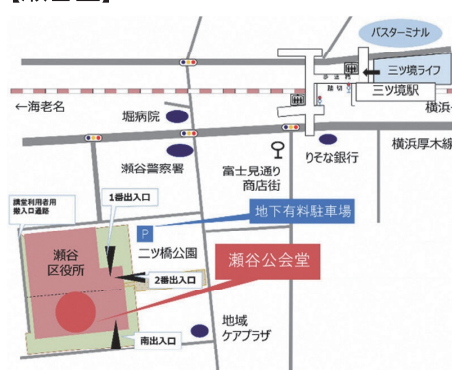 バスターミナル
三ツ境ライフ
歩道橋
踏切
三ツ境駅
←海老名
横浜
堀病院
横浜厚木線
瀬谷警察署
富士見通り
商店街
りそな銀行
講堂利用者用
搬入口通路
1番出入口
P
地下有料駐車場
瀬谷
区役所
二ツ橋公園
瀬谷公会堂
2番出入口
南出入口
地域
ケアプラザ